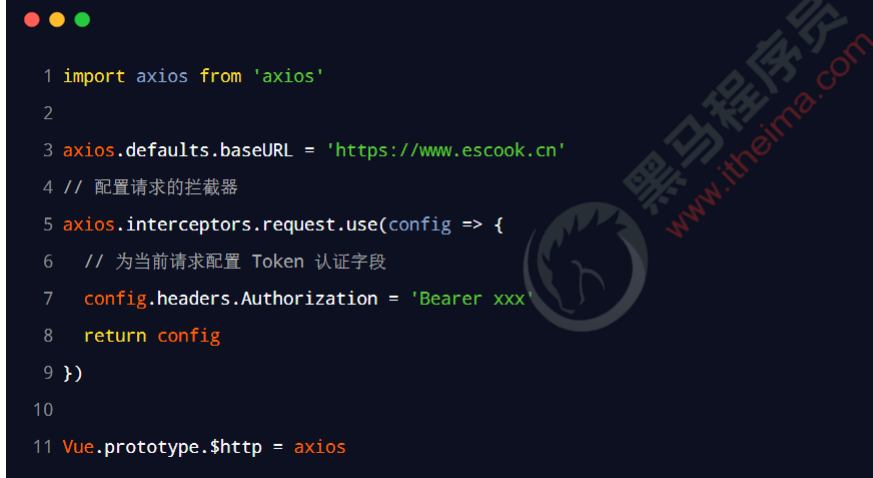 1 import axios from 'axios'
2
3 axios.defaults.baseURL = 'https://www.escook.cn'
4 // 配置请求的拦截器
5 axios.interceptors.request.use(config => {
6   // 为当前请求配置 Token 认证字段
7   config.headers.Authorization = 'Bearer xxx'
8   return config
9 })
10
11 Vue.prototype.$http = axios
黑马程序员
www.itheima.com